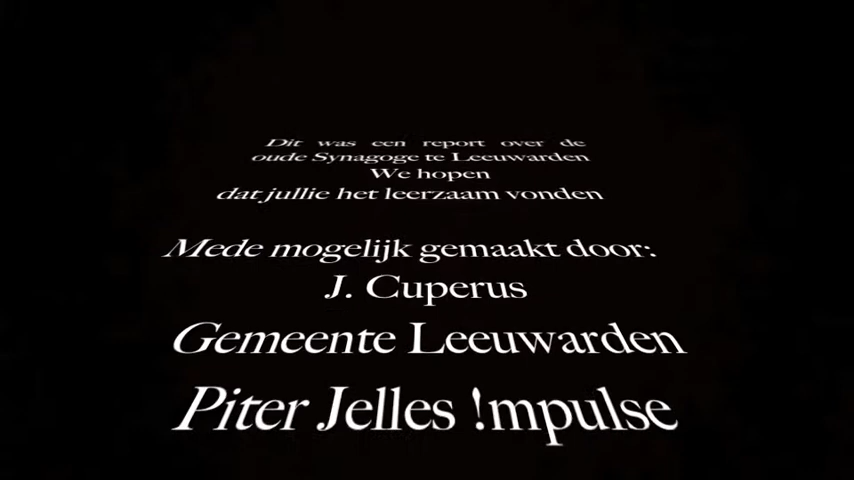 Dit was een report over de
oude Synagoge te Leeuwarden
We hopen
dat jullie het leerzaam vonden
Mede mogelijk gemaakt door:
J. Cuperus
Gemeente Leeuwarden
Piter Jelles !mpulse